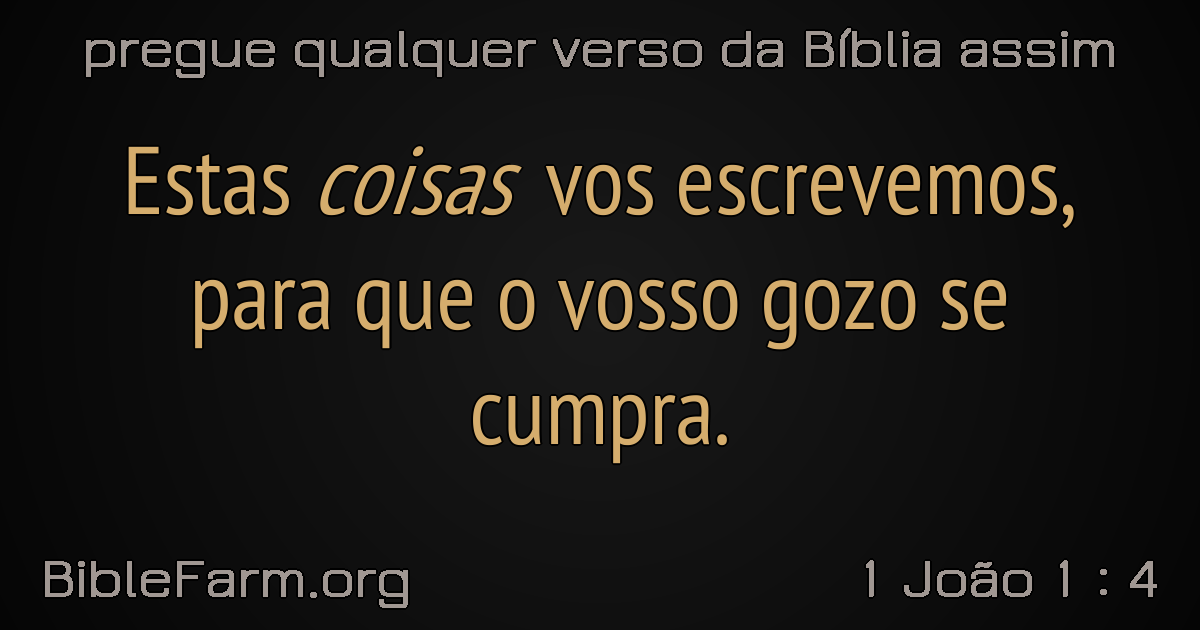 pregue qualquer verso da Bíblia assim
Estas coisas vos escrevemos,
para que o vosso gozo se
cumpra.
BibleFarm.org
1 João 1 : 4